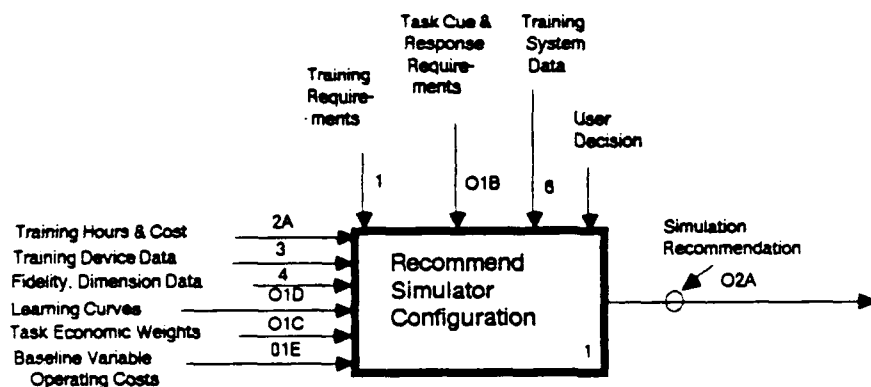 Task Cue &
Response
Require-
ments
Training
System
Data
Training
Require-
ments
User
Decision
1
O1B
6
Training Hours & Cost
2A
Training Device Data
3
Fidelity, Dimension Data
4
Learning Curves
O1D
Task Economic Weights
O1C
Baseline Variable
Operating Costs
01E
Recommend
Simulator
Configuration
1
Simulation
Recommendation
O2A